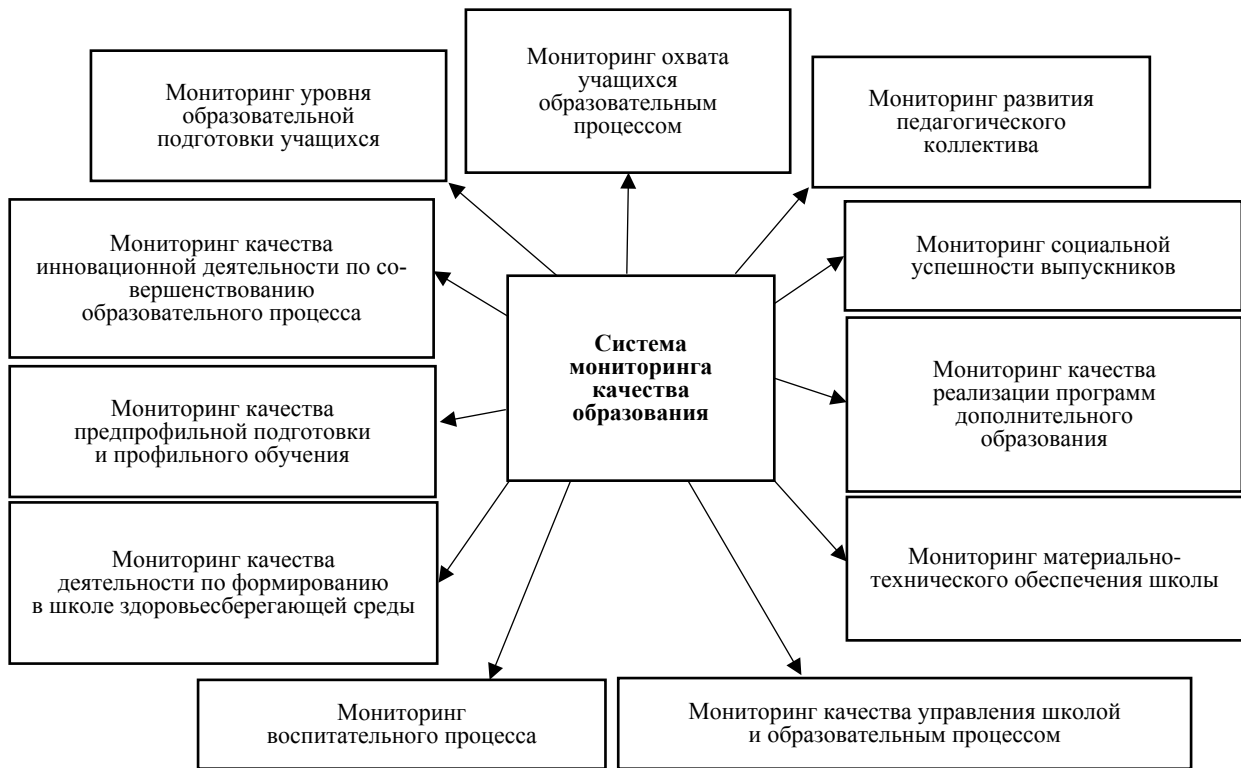 Мониторинг охвата
учащихся
образовательным
процессом
Мониторинг уровня
образовательной
подготовки учащихся
Мониторинг развития
педагогического
коллектива
Мониторинг качества
инновационной деятельности по со-
вершенствованию
образовательного процесса
Мониторинг социальной
успешности выпускников
Система
мониторинга
качества
образования
Мониторинг качества
реализации программ
дополнительного
образования
Мониторинг качества
предпрофильной подготовки
и профильного обучения
Мониторинг качества
деятельности по формированию
в школе здоровьесберегающей среды
Мониторинг материально-
технического обеспечения школы
Мониторинг
воспитательного процесса
Мониторинг качества управления школой
и образовательным процессом